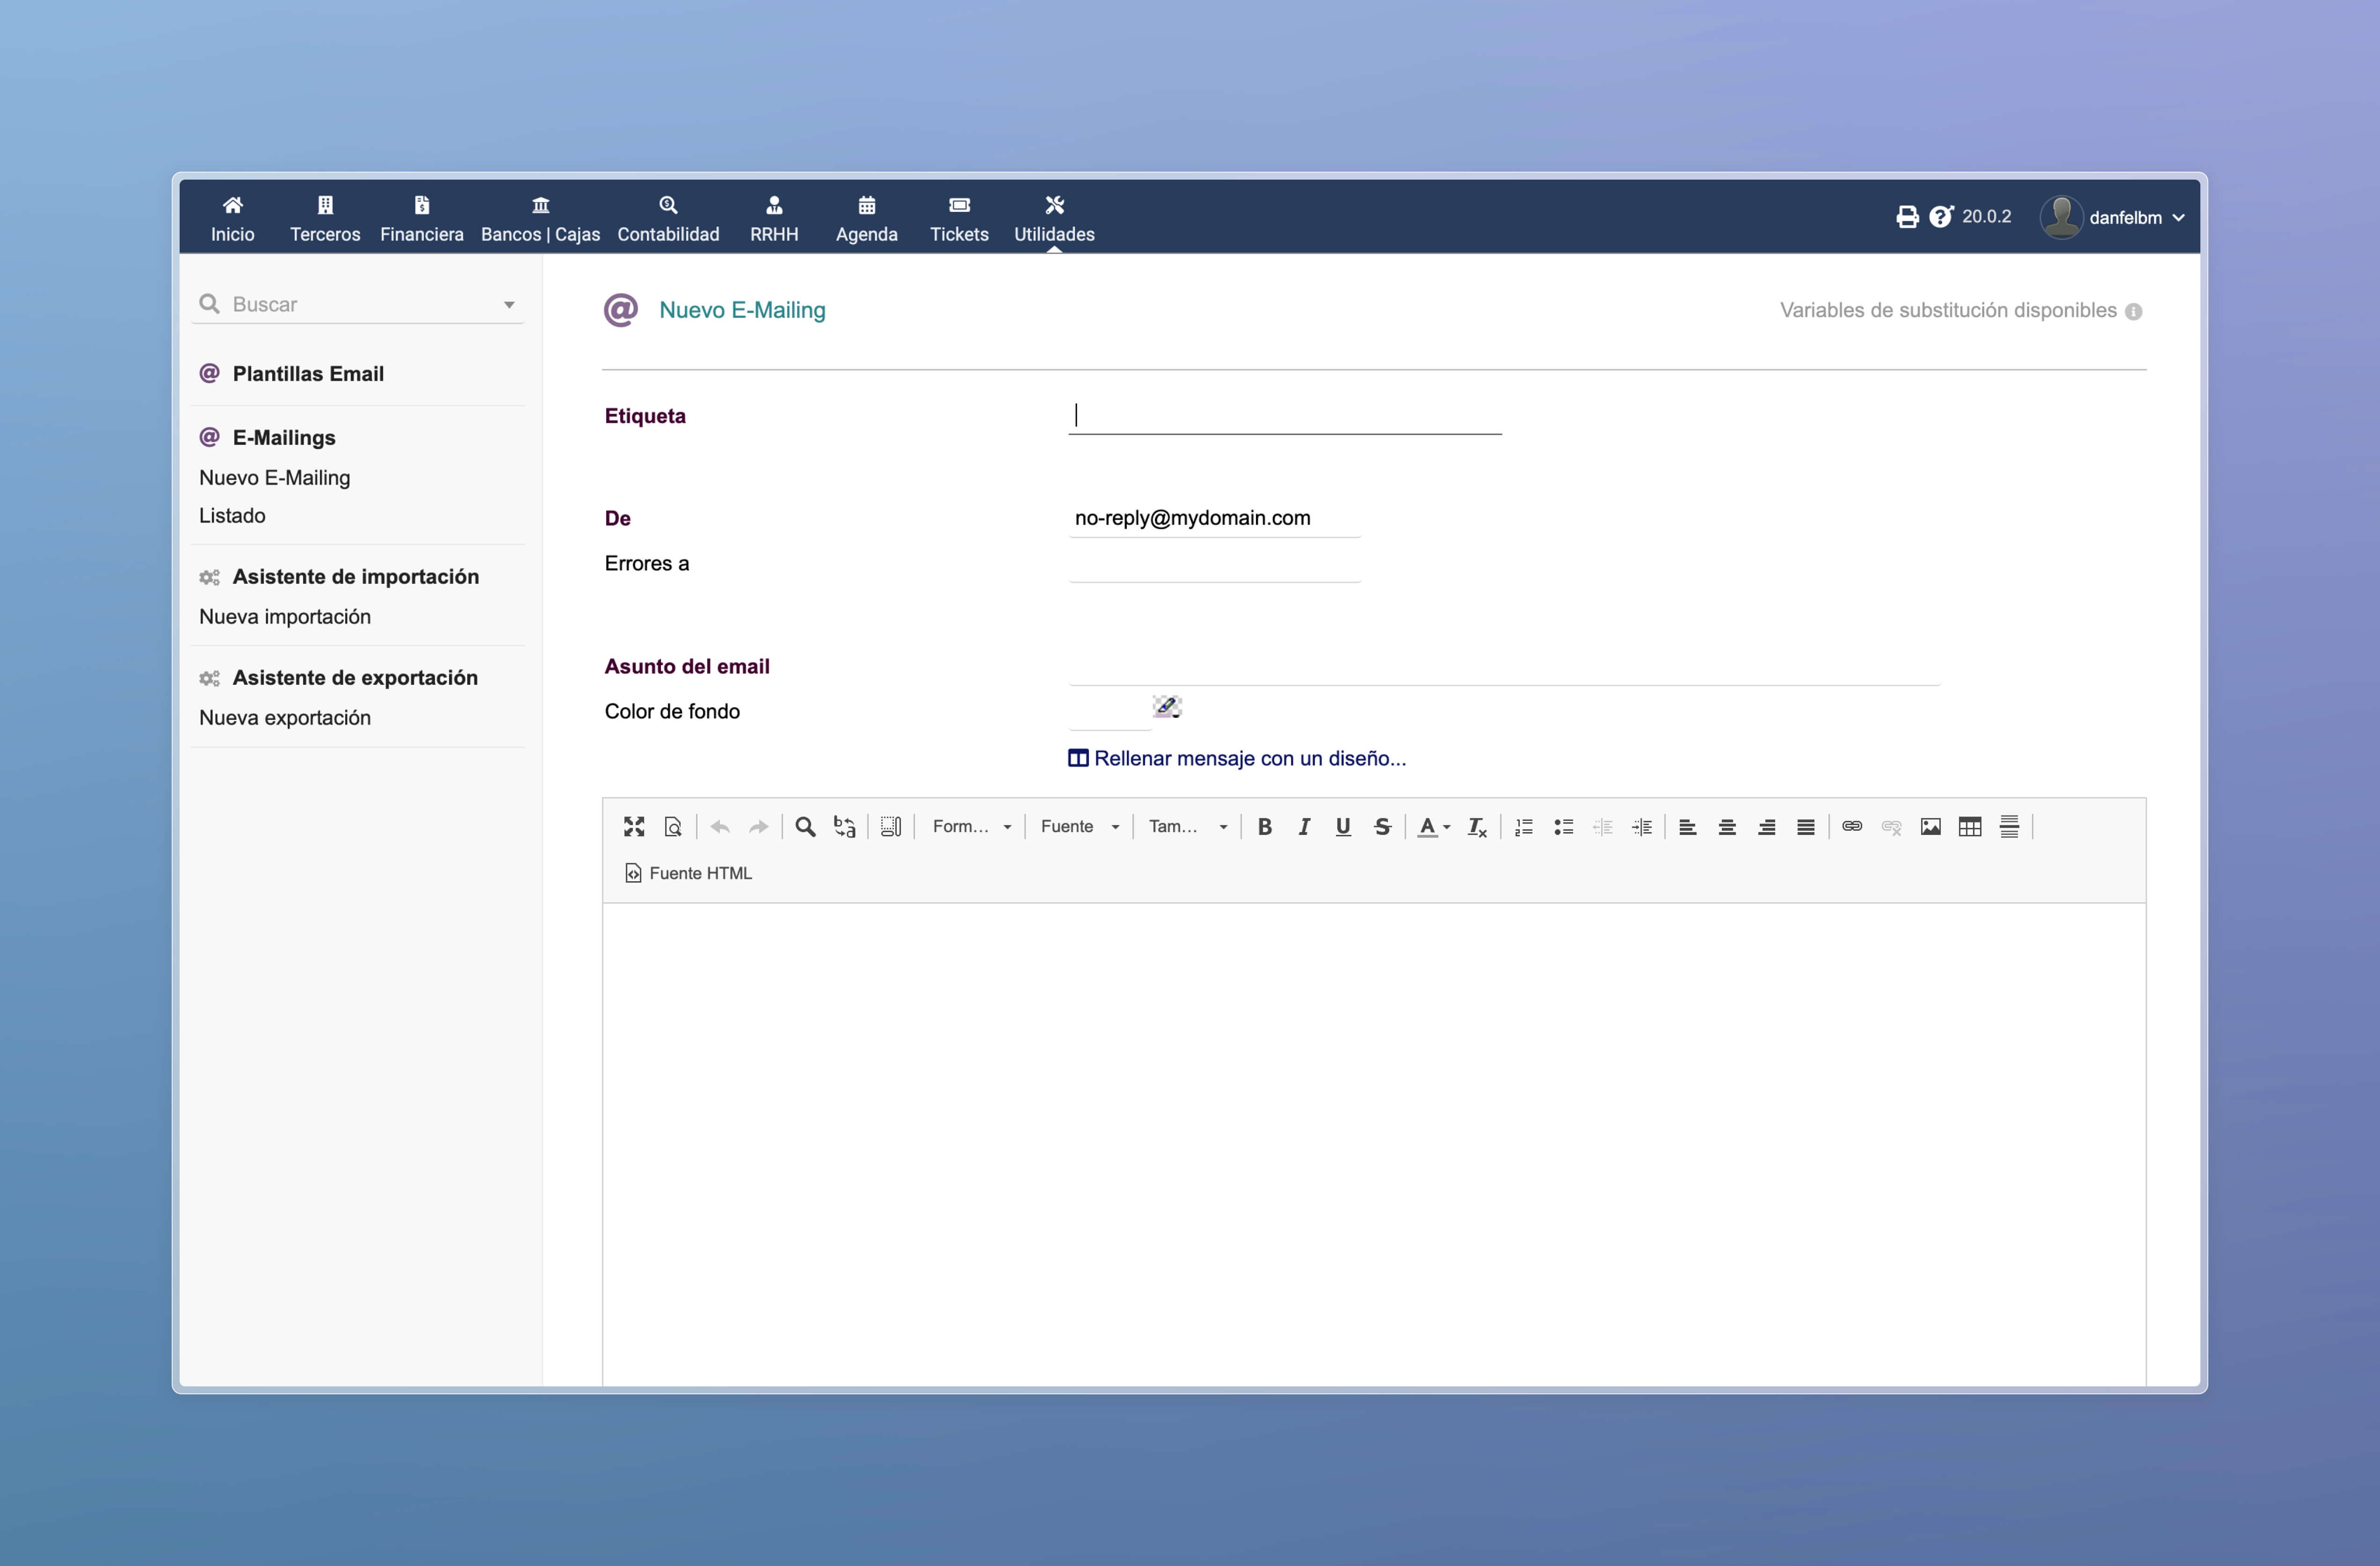 Inicio Terceros Financiera Bancos | Cajas Contabilidad RRHH Agenda Tickets Utilidades 20.0.2 danfelbm
Buscar
Plantillas Email
E-Mailings
Nuevo E-Mailing
Listado
Asistente de importación
Nueva importación
Asistente de exportación
Nueva exportación
@ Nuevo E-Mailing Variables de substitución disponibles
Etiqueta
De no-reply@mydomain.com
Errores a
Asunto del email
Color de fondo
Rellenar mensaje con un diseño...
Form... Fuente Tam...
Fuente HTML